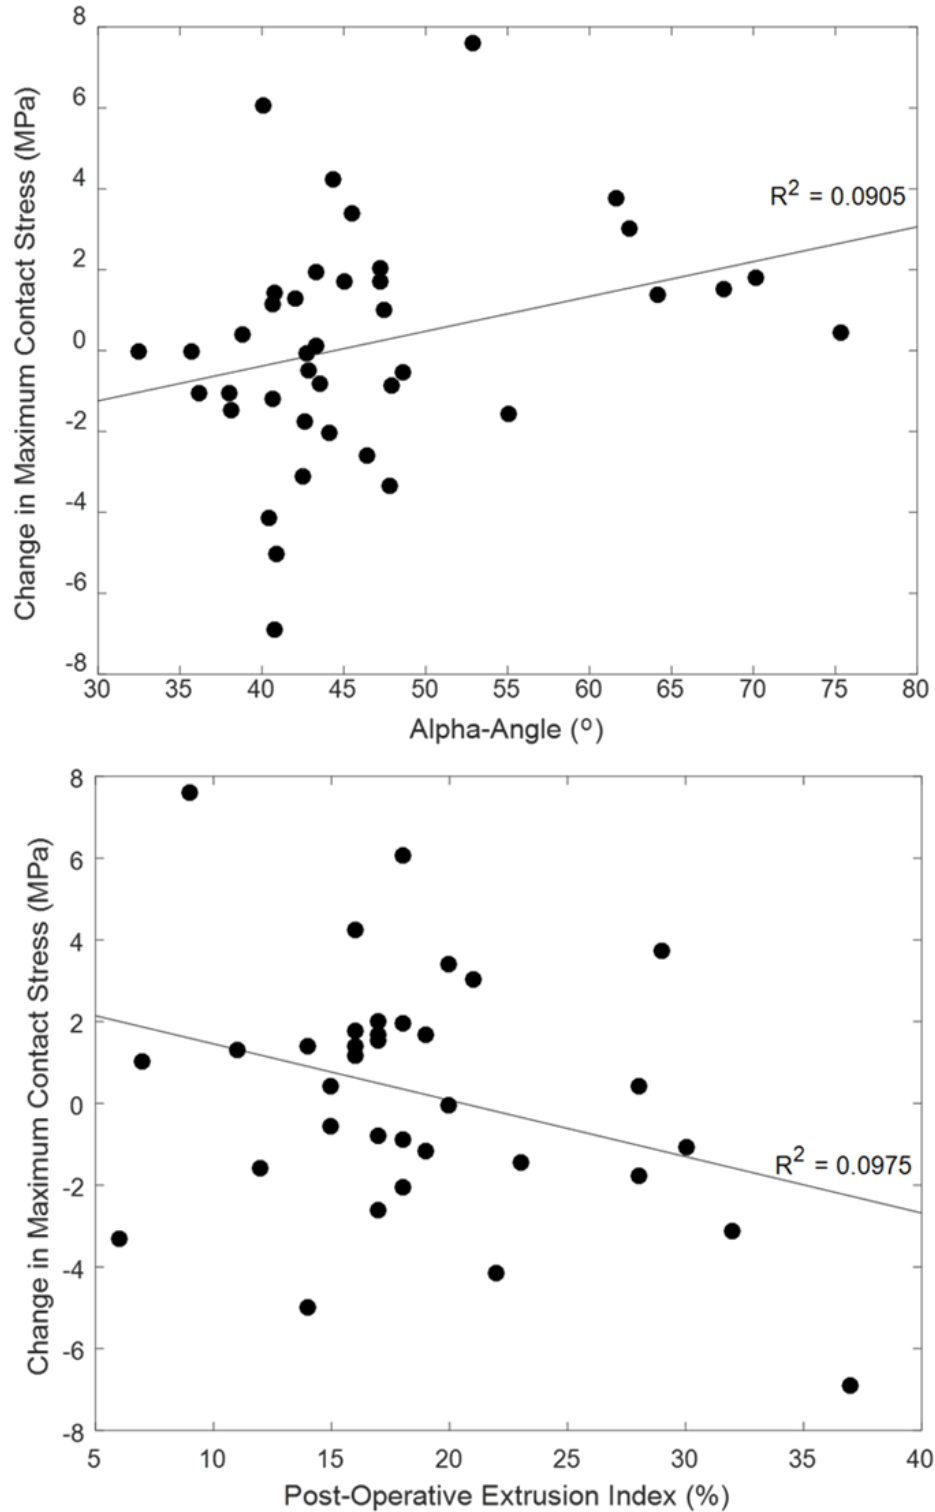 8
6
4
2
0
-2
-4
-6
-8
Change in Maximum Contact Stress (MPa)
R2 = 0.0905
30 35 40 45 50 55 60 65 70 75 80
Alpha-Angle (º)
8
6
4
2
0
-2
-4
-6
-8
Change in Maximum Contact Stress (MPa)
R2 = 0.0975
5 10 15 20 25 30 35 40
Post-Operative Extrusion Index (%)